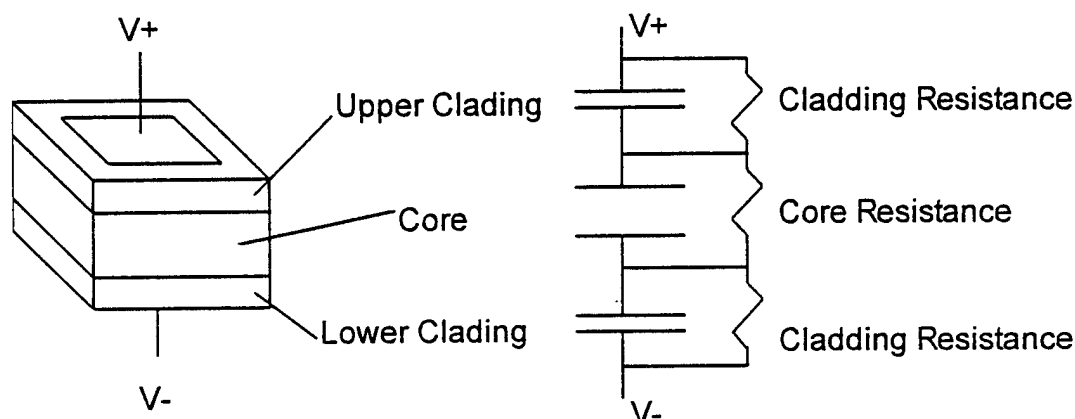 V+
Upper Clading
Core
Lower Clading
V-
V+
Cladding Resistance
Core Resistance
Cladding Resistance
V-